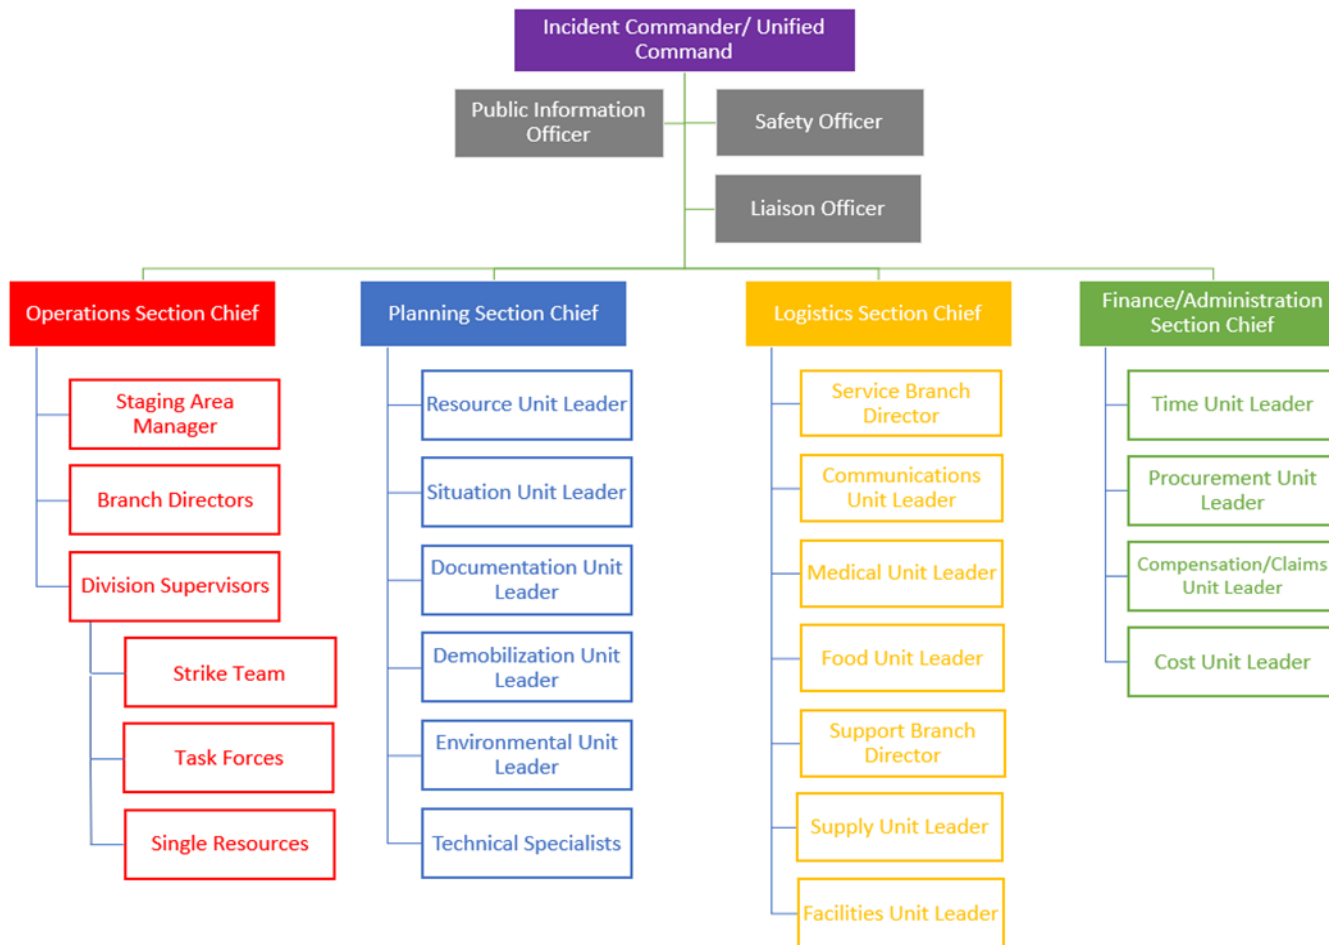 Incident Commander/ Unified
Command
Public Information
Officer
Safety Officer
Liaison Officer
Operations Section Chief
Staging Area
Manager
Branch Directors
Division Supervisors
Strike Team
Task Forces
Single Resources
Planning Section Chief
Resource Unit Leader
Situation Unit Leader
Documentation Unit
Leader
Demobilization Unit
Leader
Environmental Unit
Leader
Technical Specialists
Logistics Section Chief
Service Branch
Director
Communications
Unit Leader
Medical Unit Leader
Food Unit Leader
Support Branch
Director
Supply Unit Leader
Facilities Unit Leader
Finance/Administration
Section Chief
Time Unit Leader
Procurement Unit
Leader
Compensation/Claims
Unit Leader
Cost Unit Leader